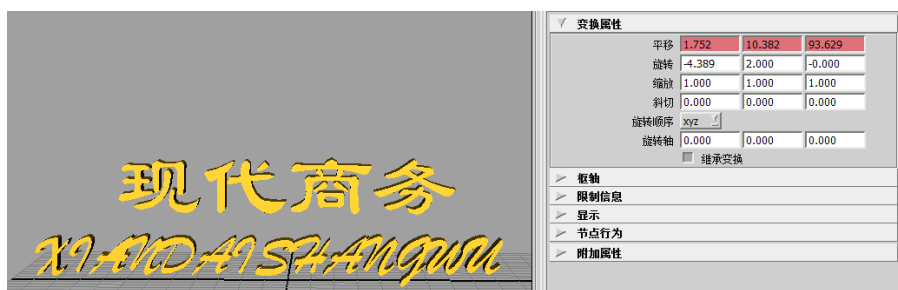 现代商务
XIANDAISHANGWU
变换属性
平移 1.752 10.382 93.629
旋转 -4.389 2.000 -0.000
缩放 1.000 1.000 1.000
斜切 0.000 0.000 0.000
旋转顺序 xyz
旋转轴 0.000 0.000 0.000
继承变换
枢轴
限制信息
显示
节点行为
附加属性